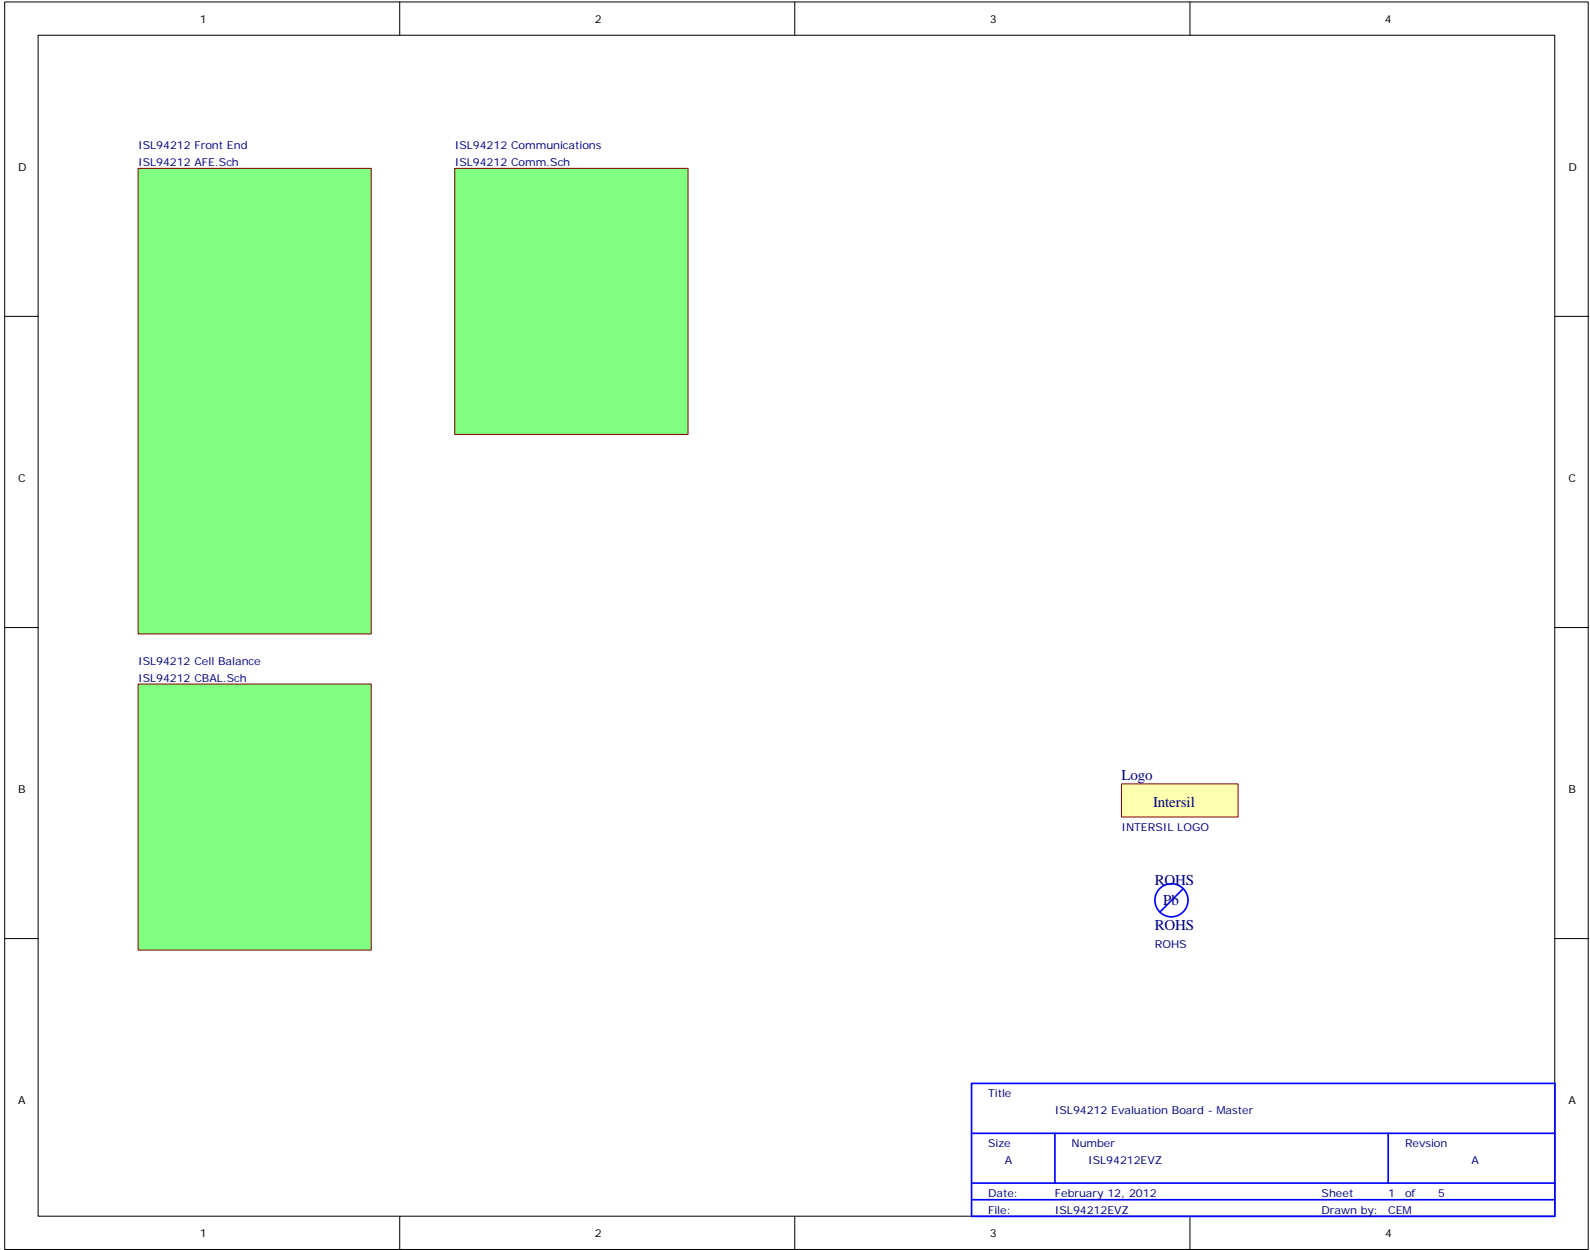 1 2 3 4
ISL94212 Front End
ISL94212 AFE.Sch
ISL94212 Communications
ISL94212 Comm.Sch
D D
C C
ISL94212 Cell Balance
ISL94212 CBAL.Sch
Logo
Intersil
INTERSIL LOGO
B B
ROHS
Pb
ROHS
ROHS
A A
Title
ISL94212 Evaluation Board - Master
Size Number Revsion
A ISL94212EVZ A
Date: February 12, 2012 Sheet 1 of 5
File: ISL94212EVZ Drawn by: CEM
1 2 3 4